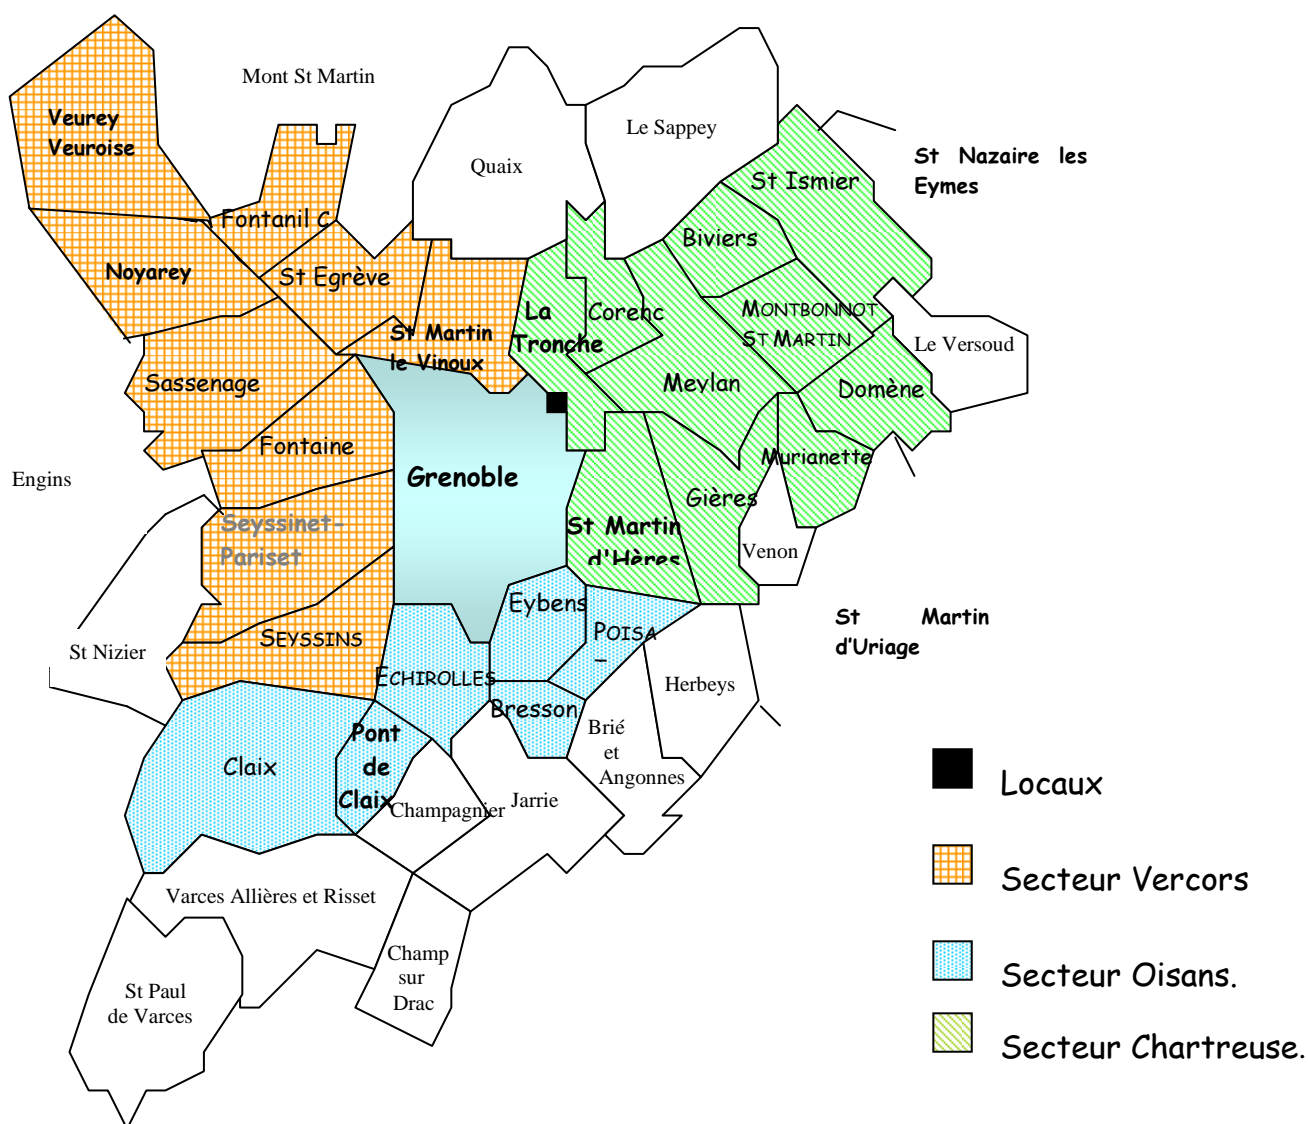 Mont St Martin
Veurey
Veuroise
Le Sappey
Quaix
St Nazaire les
Eymes
St Ismier
Fontanil C
Biviers
Noyarey
St Egrève
La
Tronche
Corenc
MONTBONNOT
ST MARTIN
St Martin
le Vinoux
Le Versoud
Sassenage
Meylan
Domène
Fontaine
Murianette
Engins
Grenoble
Gières
Seyssinet-
Pariset
St Martin
d'Hères
Venon
Eybens
POISA
–
St Martin
d'Uriage
SEYSSINS
St Nizier
ECHIROLLES
Herbeys
Bresson
Brié
et
Angonnes
Pont
de
Claix
Claix
Champagnier
Jarrie
Locaux
Secteur Vercors
Varces Allières et Risset
Champ
sur
Drac
St Paul
de Varces
Secteur Oisans.
Secteur Chartreuse.